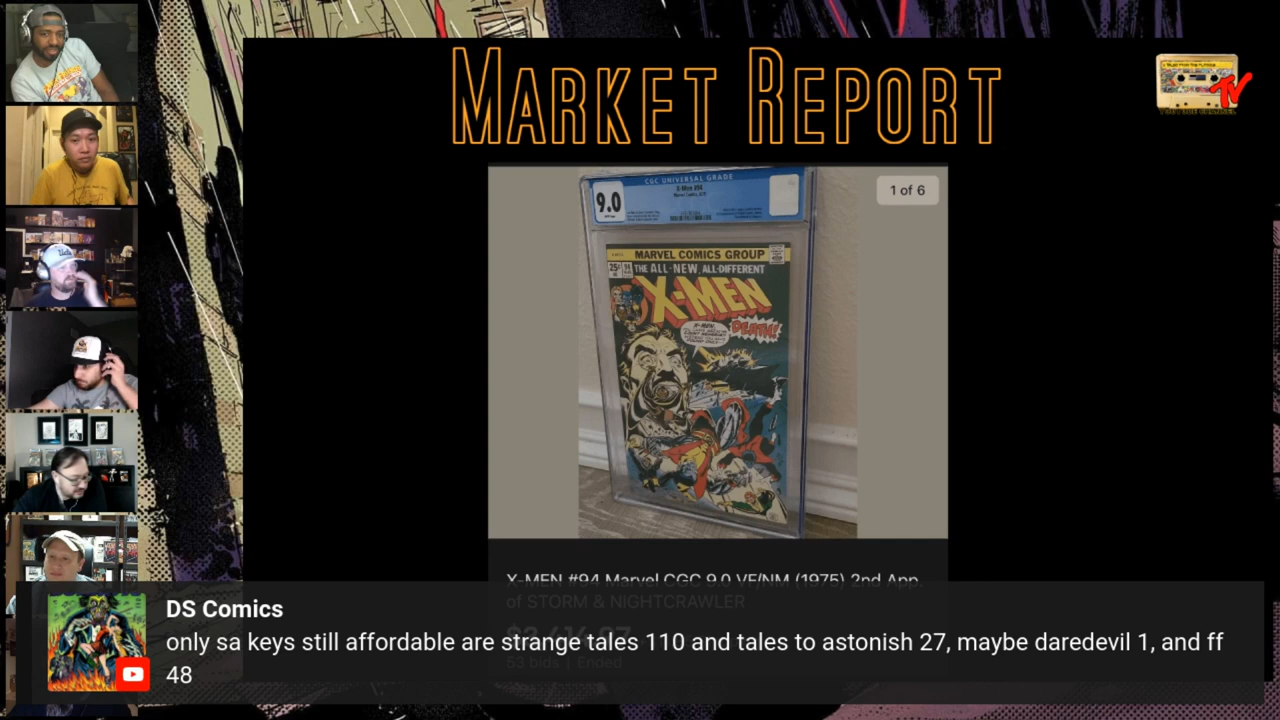 MARKET REPORT
TV
1 of 6
CGC UNIVERSAL GRADE
9.0
X-Men #94
MARVEL COMICS GROUP
25¢
THE ALL-NEW, ALL-DIFFERENT
X-MEN
DEATH!
X-MEN #94 Marvel CGC 9.0 VF/NM (1975) 2nd App.
of STORM & NIGHTCRAWLER
53 bids | Ended
DS Comics
only sa keys still affordable are strange tales 110 and tales to astonish 27, maybe daredevil 1, and ff
48